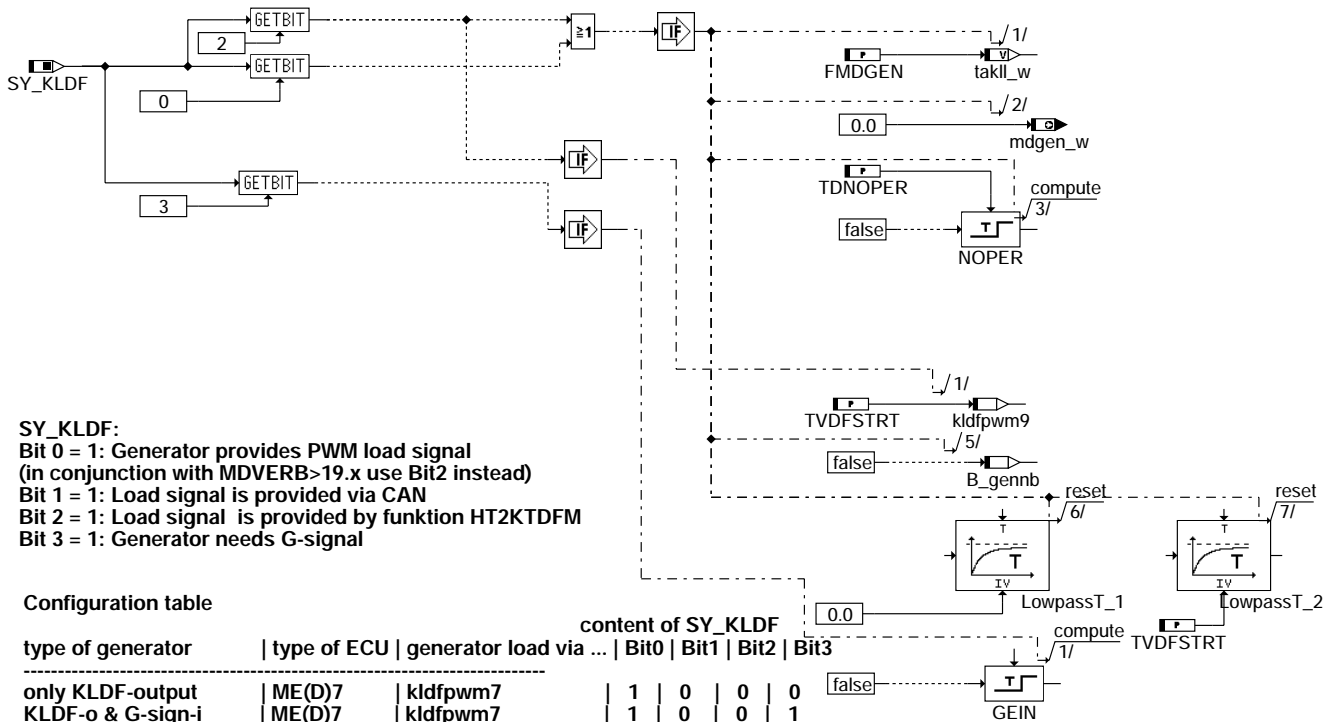 GETBIT
2
≥1
IF
1/
SY_KLDF
GETBIT
FMDGEN
takll_w
0
2/
0.0
mdgen_w
IF
TDNOPER
compute
GETBIT
3/
3
IF
false
NOPER
1/
TVDFSTRT
kldfpwm9
5/
false
B_gennb
SY_KLDF:
Bit 0 = 1: Generator provides PWM load signal
(in conjunction with MDVERB>19.x use Bit2 instead)
Bit 1 = 1: Load signal is provided via CAN
Bit 2 = 1: Load signal is provided by funktion HT2KTDFM
Bit 3 = 1: Generator needs G-signal
reset
6/
reset
7/
T
T
T
T
IV
IV
LowpassT_1
LowpassT_2
0.0
TVDFSTRT
compute
1/
false
T
GEIN
Configuration table
content of SY_KLDF
type of generator | type of ECU | generator load via ... | Bit0 | Bit1 | Bit2 | Bit3
--------------------------------------------------------------------------
only KLDF-output | ME(D)7 | kldfpwm7 | 1 | 0 | 0 | 0
KLDF-o & G-sign-i | ME(D)7 | kldfpwm7 | 1 | 0 | 0 | 1